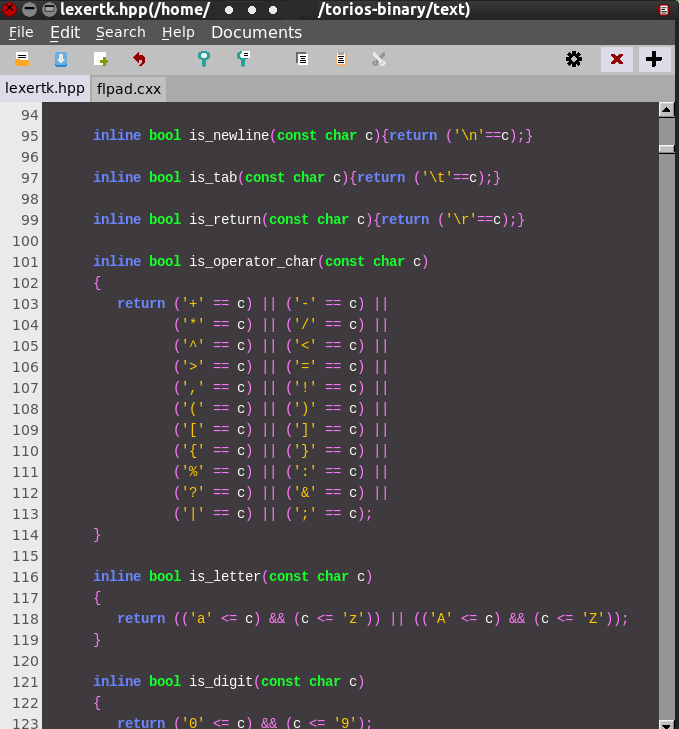 lexertk.hpp(/home/ • • • /torios-binary/text)
File Edit Search Help Documents
lexertk.hpp flpad.cxx
94
95 inline bool is_newline(const char c){return ('\n'==c);}
96
97 inline bool is_tab(const char c){return ('\t'==c);}
98
99 inline bool is_return(const char c){return ('\r'==c);}
100
101 inline bool is_operator_char(const char c)
102 {
103    return ('+' == c) || ('-' == c) ||
104           ('*' == c) || ('/' == c) ||
105           ('^' == c) || ('<' == c) ||
106           ('>' == c) || ('=' == c) ||
107           (',' == c) || ('!' == c) ||
108           ('(' == c) || (')' == c) ||
109           ('[' == c) || (']' == c) ||
110           ('{' == c) || ('}' == c) ||
111           ('%' == c) || (':' == c) ||
112           ('?' == c) || ('&' == c) ||
113           ('|' == c) || (';' == c);
114 }
115
116 inline bool is_letter(const char c)
117 {
118    return (('a' <= c) && (c <= 'z')) || (('A' <= c) && (c <= 'Z'));
119 }
120
121 inline bool is_digit(const char c)
122 {
123    return ('0' <= c) && (c <= '9');